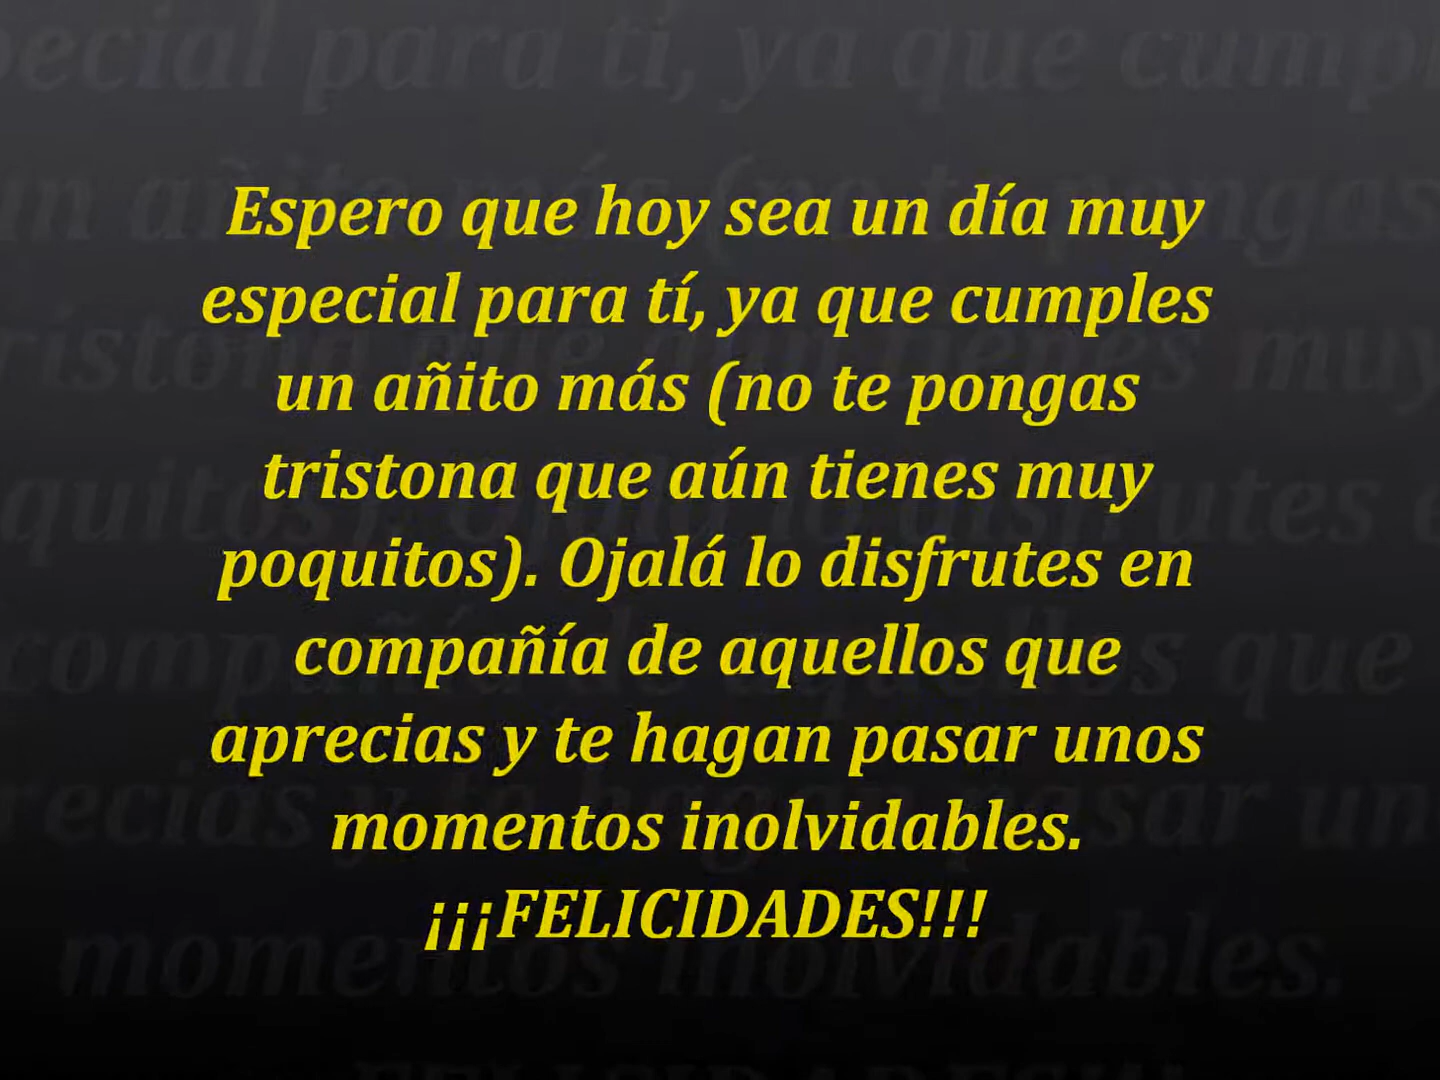 Espero que hoy sea un día muy
especial para tí, ya que cumples
un añito más (no te pongas
tristona que aún tienes muy
poquitos). Ojalá lo disfrutes en
compañía de aquellos que
aprecias y te hagan pasar unos
momentos inolvidables.
¡¡¡FELICIDADES!!!